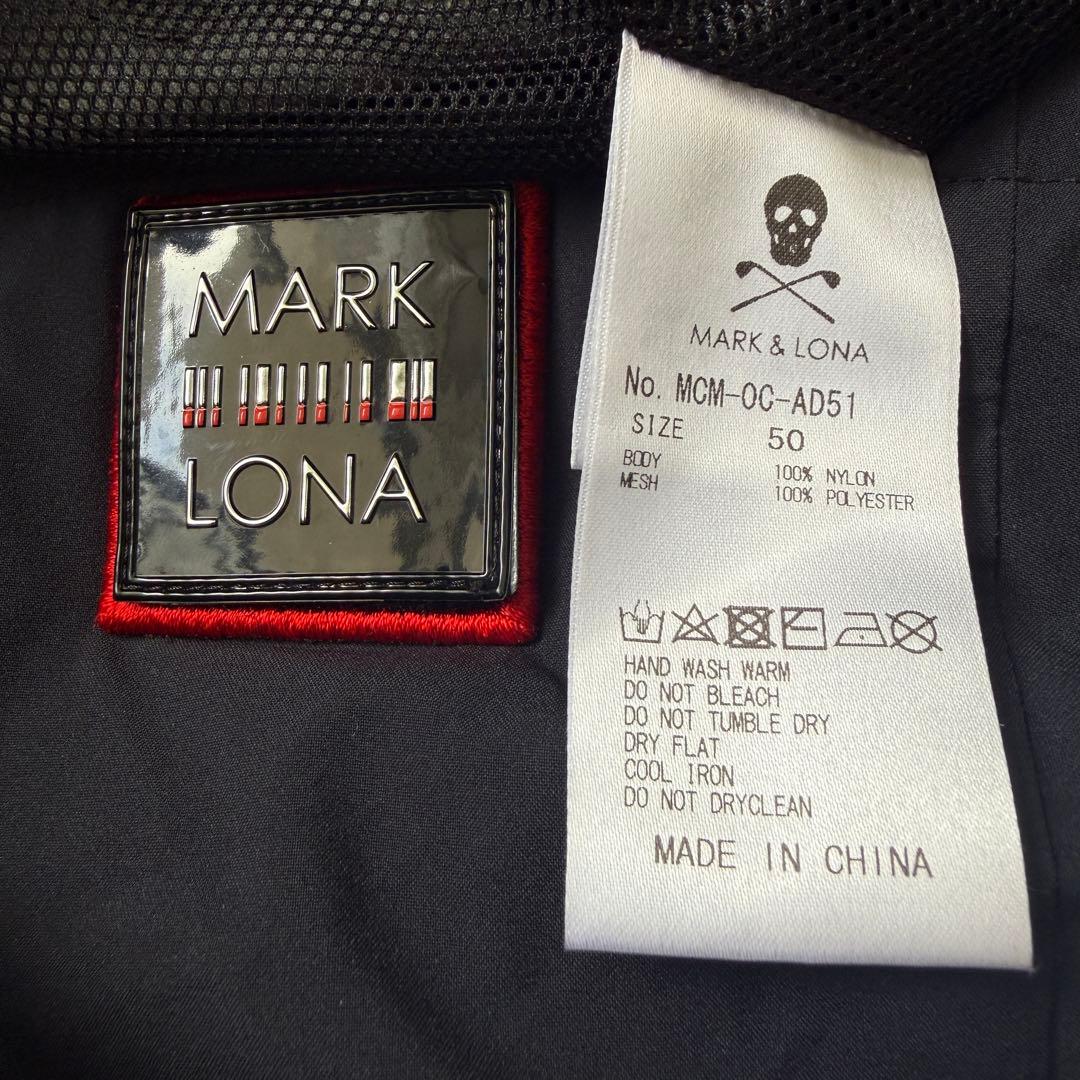 MARK
LONA
MARK & LONA
No. MCM-OC-AD51
SIZE 50
BODY 100% NYLON
MESH 100% POLYESTER
HAND WASH WARM
DO NOT BLEACH
DO NOT TUMBLE DRY
DRY FLAT
COOL IRON
DO NOT DRYCLEAN
MADE IN CHINA